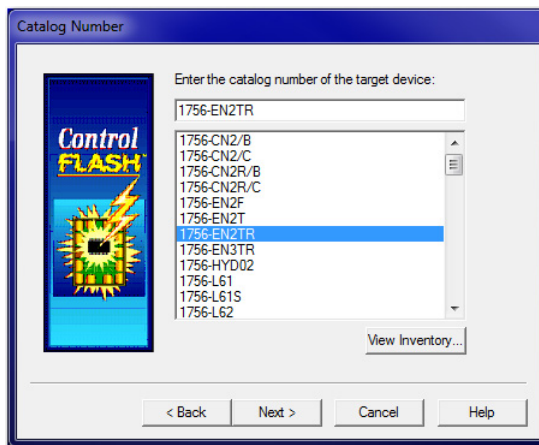 Catalog Number
Control
FLASH
Enter the catalog number of the target device:
1756-EN2TR
1756-CN2/B
1756-CN2/C
1756-CN2R/B
1756-CN2R/C
1756-EN2F
1756-EN2T
1756-EN2TR
1756-EN3TR
1756-HYD02
1756-L61
1756-L61S
1756-L62
View Inventory...
< Back
Next >
Cancel
Help